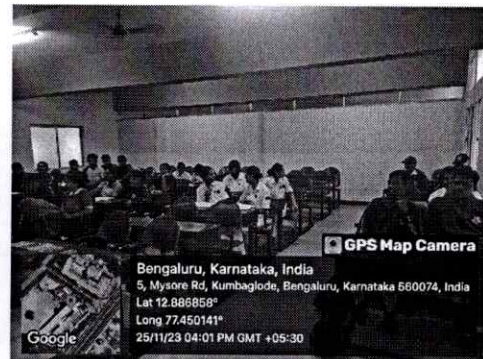 GPS Map Camera
Bengaluru, Karnataka, India
5, Mysore Rd, Kumbaglode, Bengaluru, Karnataka 560074, India
Lat 12.886858°
Long 77.450141°
25/11/23 04:01 PM GMT +05:30
Google